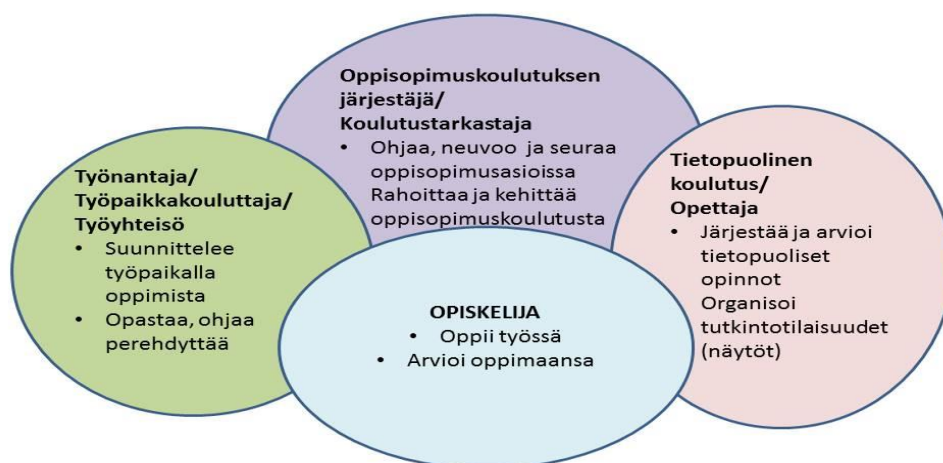 Oppisopimuskoulutuksen
järjestäjä/
Koulutustarkastaja
• Ohjaa, neuvoo ja seuraa
oppisopimusasioissa
Rahoittaa ja kehittää
oppisopimuskoulutusta
Työnantaja/
Työpaikkakouluttaja/
Työyhteisö
• Suunnittelee
työpaikalla
oppimista
• Opastaa, ohjaa
perehdyttää
Tietopuolinen
koulutus/
Opettaja
• Järjestää ja arvioi
tietopuoliset
opinnot
Organisoi
tutkintotilaisuudet
(näytöt)
OPISKELIJA
• Oppii työssä
• Arvioi oppimaansa